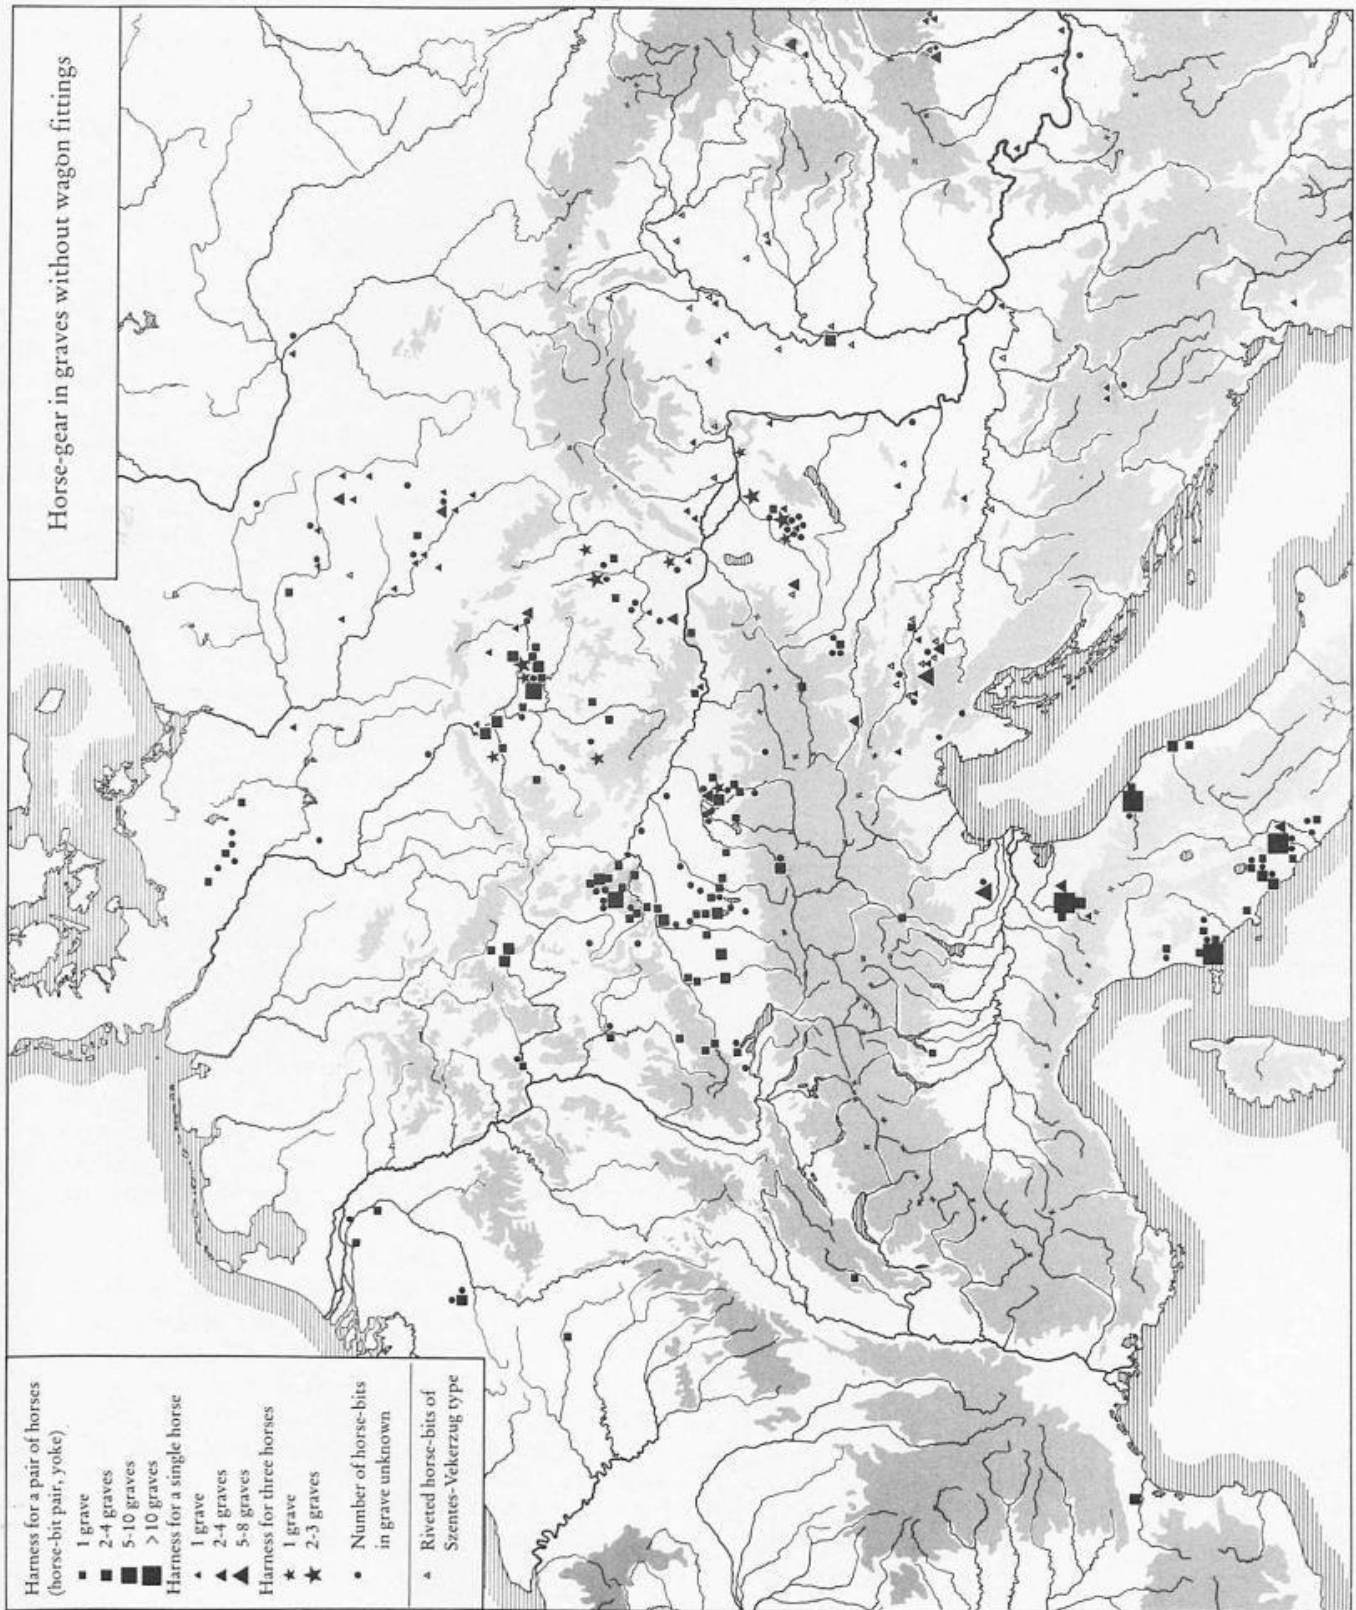 Horse-gear in graves without wagon fittings
Harness for a pair of horses
(horse-bit pair, yoke)
1 grave
2-4 graves
5-10 graves
>10 graves
Harness for a single horse
1 grave
2-4 graves
5-8 graves
Harness for three horses
1 grave
2-3 graves
Number of horse-bits
in grave unknown
Riveted horse-bits of
Szentes-Vekerzug type